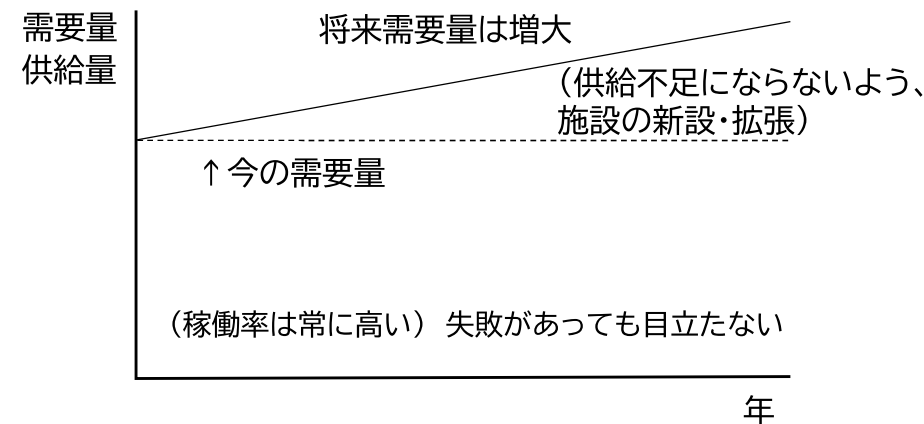 需要量
供給量
将来需要量は増大
（供給不足にならないよう、
施設の新設・拡張）
↑今の需要量
（稼働率は常に高い） 失敗があっても目立たない
年